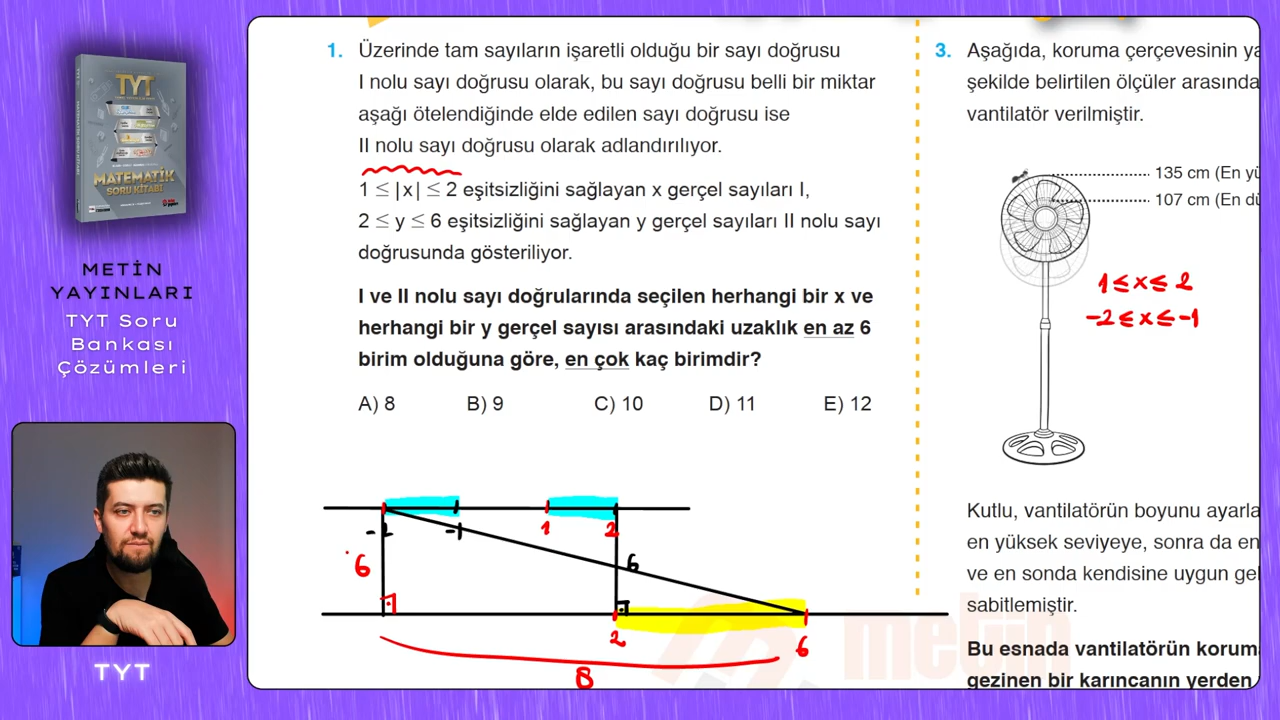 TYT
MATEMATİK
SORU KİTABI
METİN
YAYINLARI
TYT Soru
Bankası
Çözümleri
TYT
1. Üzerinde tam sayıların işaretli olduğu bir sayı doğrusu
I nolu sayı doğrusu olarak, bu sayı doğrusu belli bir miktar
aşağı ötelendiğinde elde edilen sayı doğrusu ise
II nolu sayı doğrusu olarak adlandırılıyor.
1 ≤ |x| ≤ 2 eşitsizliğini sağlayan x gerçel sayıları I,
2 ≤ y ≤ 6 eşitsizliğini sağlayan y gerçel sayıları II nolu sayı
doğrusunda gösteriliyor.
I ve II nolu sayı doğrularında seçilen herhangi bir x ve
herhangi bir y gerçel sayısı arasındaki uzaklık en az 6
birim olduğuna göre, en çok kaç birimdir?
A) 8 B) 9 C) 10 D) 11 E) 12
-2 -1 1 2
6 6
2 6
8
3. Aşağıda, koruma çerçevesinin ya
şekilde belirtilen ölçüler arasında
vantilatör verilmiştir.
135 cm (En yü
107 cm (En dü
1 ≤ x ≤ 2
-2 ≤ x ≤ -1
Kutlu, vantilatörün boyunu ayarla
en yüksek seviyeye, sonra da en
ve en sonda kendisine uygun gel
sabitlemiştir.
Bu esnada vantilatörün koruma
gezinen bir karıncanın yerden
metin